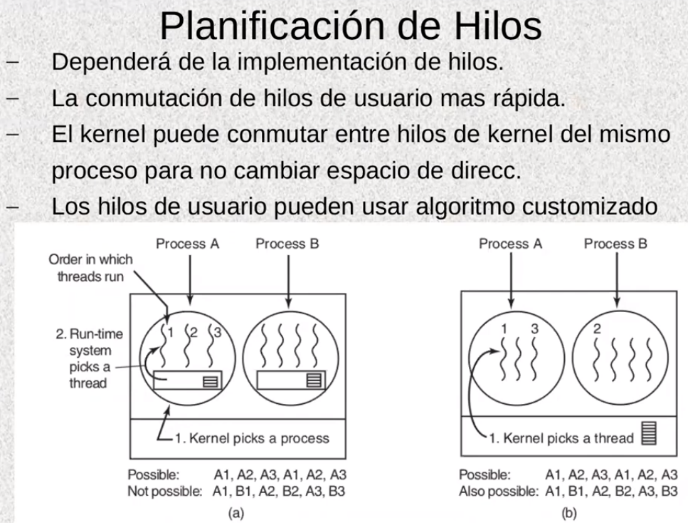 Planificación de Hilos
– Dependerá de la implementación de hilos.
– La conmutación de hilos de usuario mas rápida.
– El kernel puede conmutar entre hilos de kernel del mismo
proceso para no cambiar espacio de direcc.
– Los hilos de usuario pueden usar algoritmo customizado
Process A Process B
Order in which
threads run
1 2 3
2. Run-time
system
picks a
thread
1. Kernel picks a process
Possible: A1, A2, A3, A1, A2, A3
Not possible: A1, B1, A2, B2, A3, B3
(a)
Process A Process B
1 3 2
1. Kernel picks a thread
Possible: A1, A2, A3, A1, A2, A3
Also possible: A1, B1, A2, B2, A3, B3
(b)